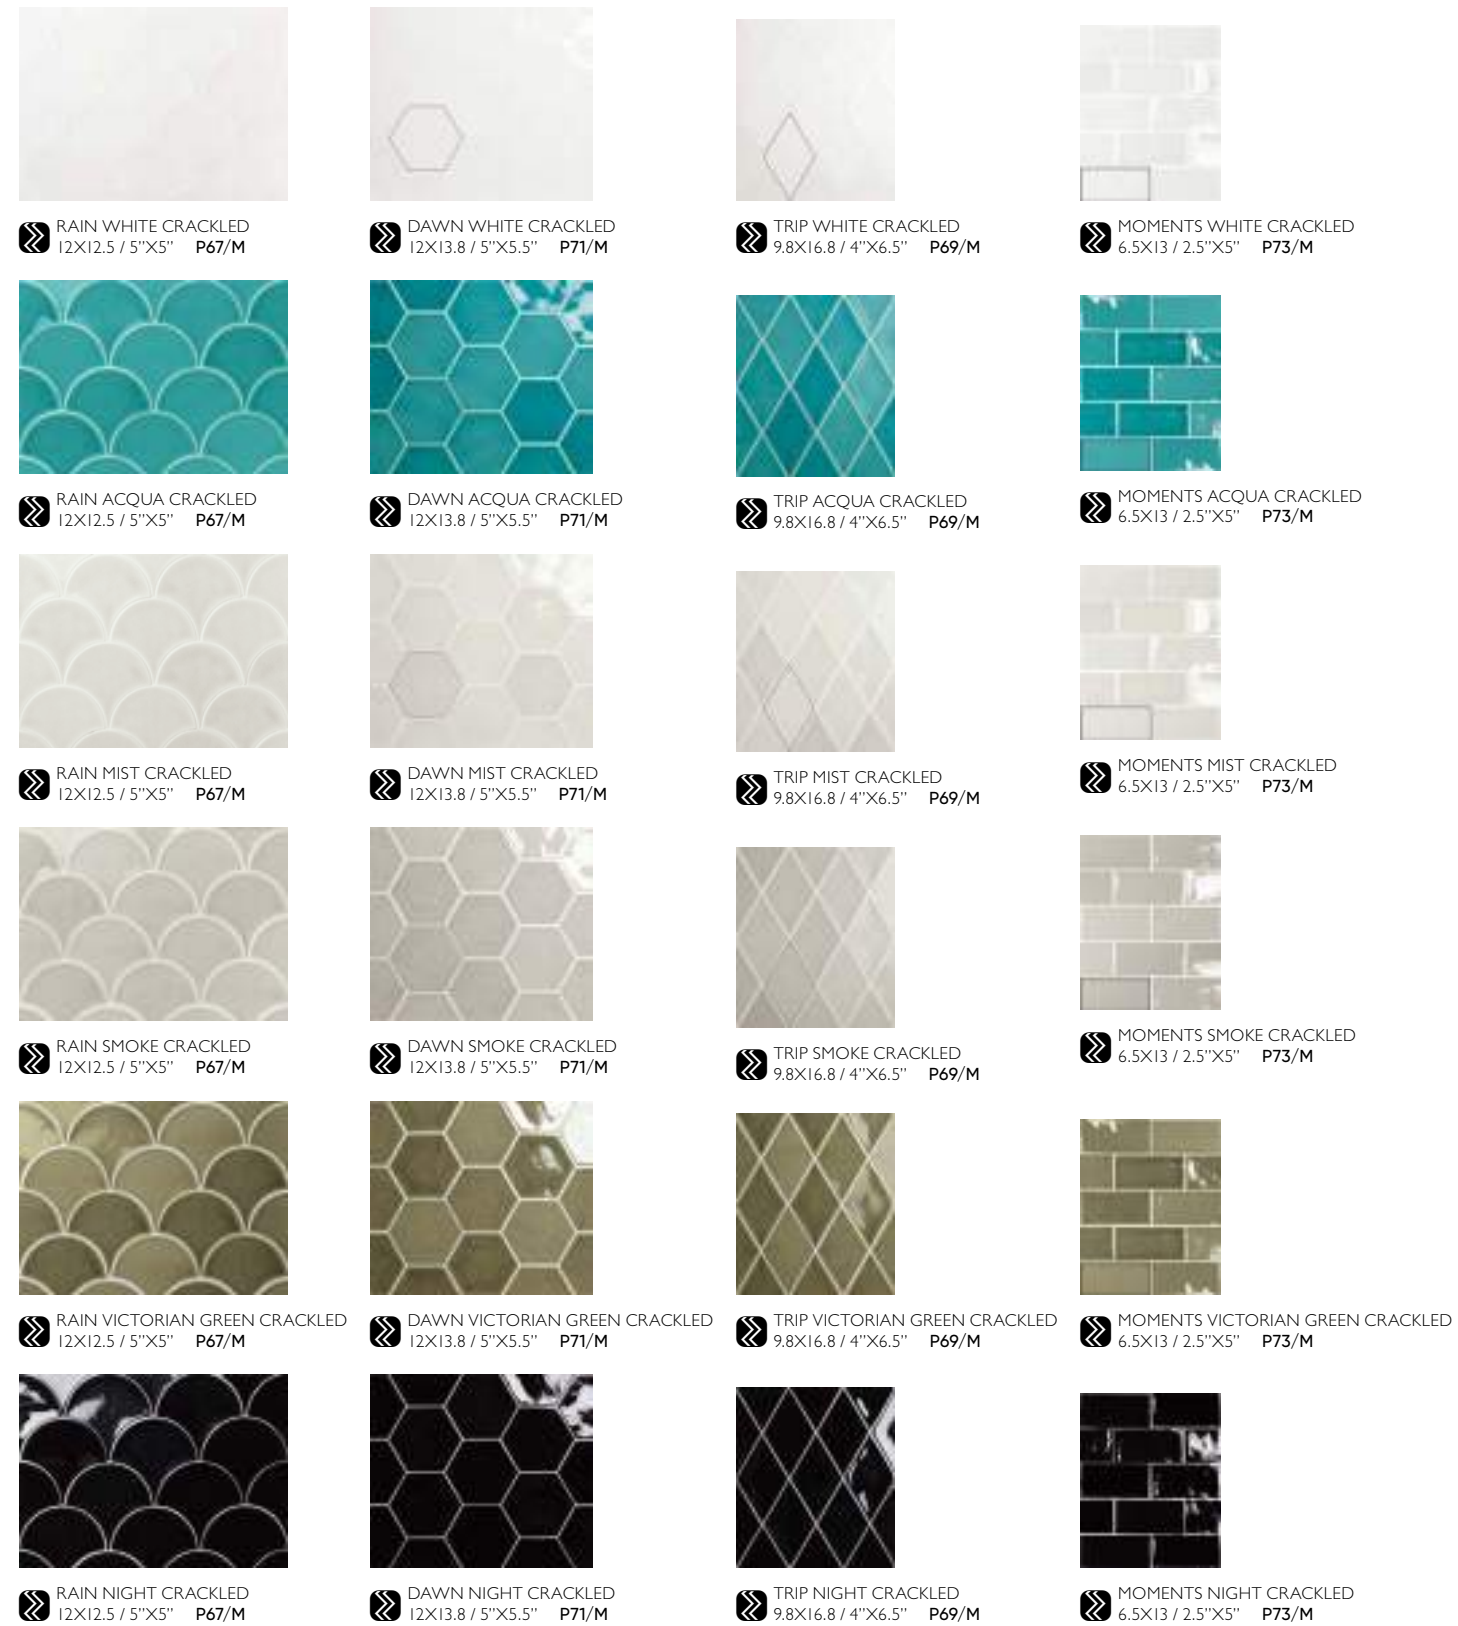 RAIN WHITE CRACKLED
12X12.5 / 5”X5” P67/M
DAWN WHITE CRACKLED
12X13.8 / 5”X5.5” P71/M
TRIP WHITE CRACKLED
9.8X16.8 / 4”X6.5” P69/M
MOMENTS WHITE CRACKLED
6.5X13 / 2.5”X5” P73/M
RAIN ACQUA CRACKLED
12X12.5 / 5”X5” P67/M
DAWN ACQUA CRACKLED
12X13.8 / 5”X5.5” P71/M
TRIP ACQUA CRACKLED
9.8X16.8 / 4”X6.5” P69/M
MOMENTS ACQUA CRACKLED
6.5X13 / 2.5”X5” P73/M
RAIN MIST CRACKLED
12X12.5 / 5”X5” P67/M
DAWN MIST CRACKLED
12X13.8 / 5”X5.5” P71/M
TRIP MIST CRACKLED
9.8X16.8 / 4”X6.5” P69/M
MOMENTS MIST CRACKLED
6.5X13 / 2.5”X5” P73/M
RAIN SMOKE CRACKLED
12X12.5 / 5”X5” P67/M
DAWN SMOKE CRACKLED
12X13.8 / 5”X5.5” P71/M
TRIP SMOKE CRACKLED
9.8X16.8 / 4”X6.5” P69/M
MOMENTS SMOKE CRACKLED
6.5X13 / 2.5”X5” P73/M
RAIN VICTORIAN GREEN CRACKLED
12X12.5 / 5”X5” P67/M
DAWN VICTORIAN GREEN CRACKLED
12X13.8 / 5”X5.5” P71/M
TRIP VICTORIAN GREEN CRACKLED
9.8X16.8 / 4”X6.5” P69/M
MOMENTS VICTORIAN GREEN CRACKLED
6.5X13 / 2.5”X5” P73/M
RAIN NIGHT CRACKLED
12X12.5 / 5”X5” P67/M
DAWN NIGHT CRACKLED
12X13.8 / 5”X5.5” P71/M
TRIP NIGHT CRACKLED
9.8X16.8 / 4”X6.5” P69/M
MOMENTS NIGHT CRACKLED
6.5X13 / 2.5”X5” P73/M